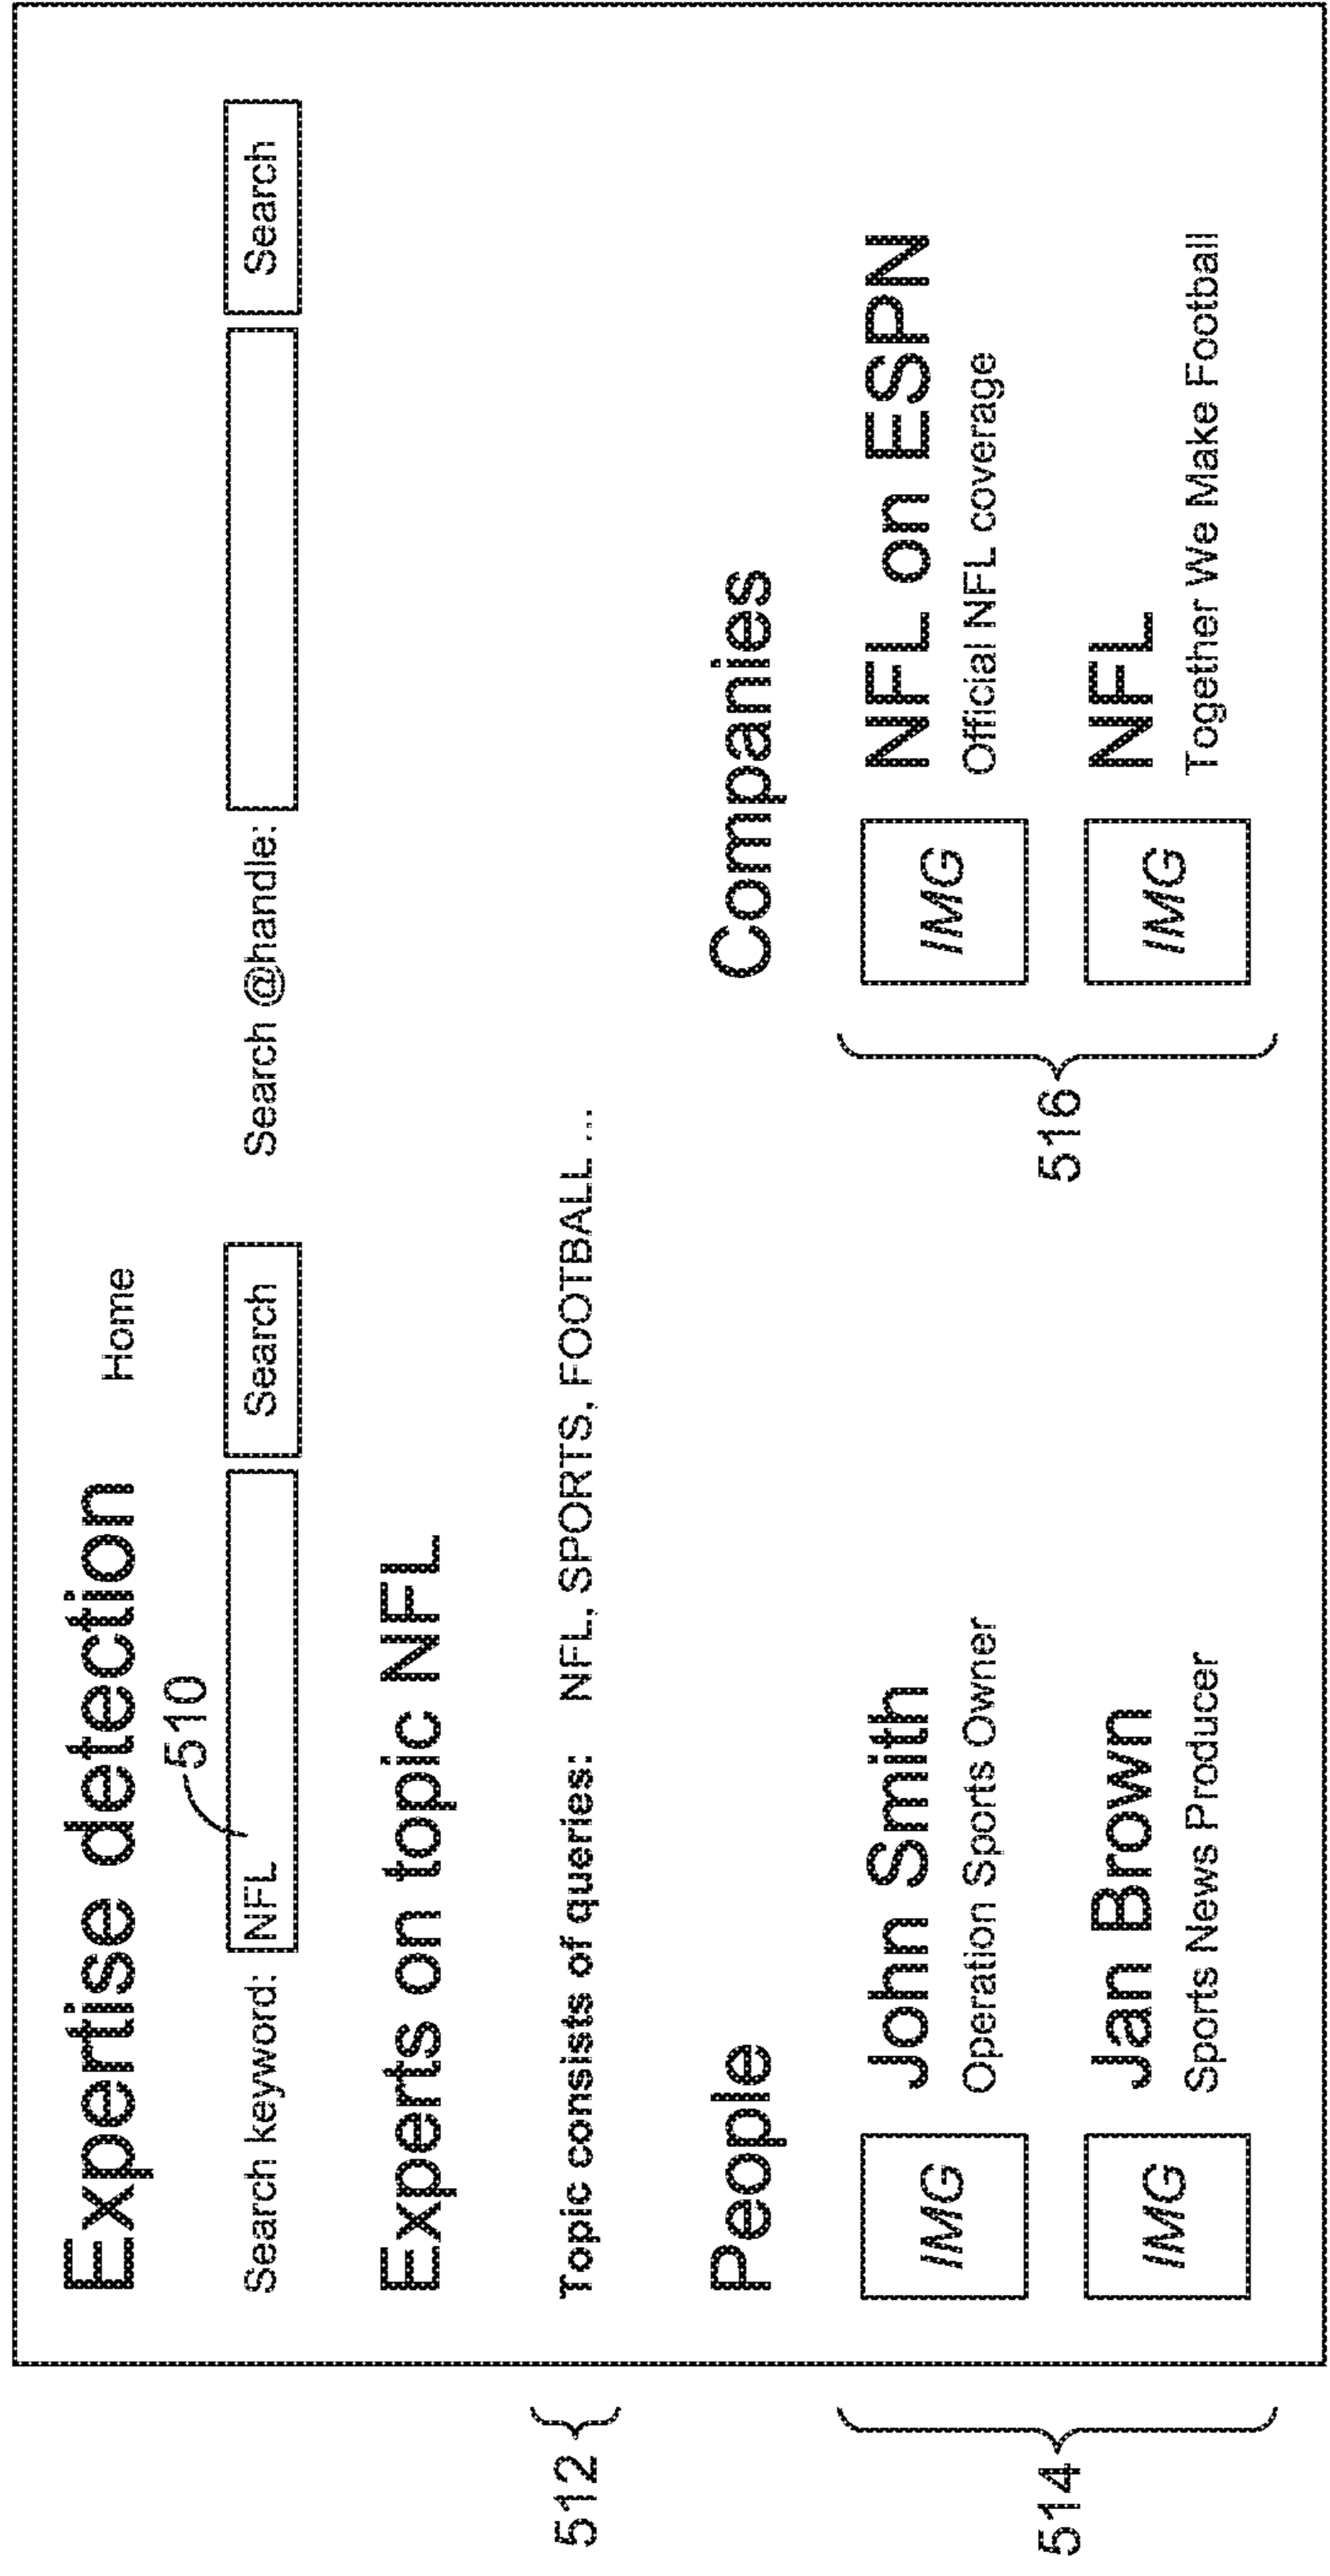 Expertise detection Home
510
Search keyword: NFL Search Search @handle: Search
Experts on topic NFL
512 Topic consists of queries: NFL, SPORTS, FOOTBALL ...
People Companies
IMG John Smith IMG NFL on ESPN
Operation Sports Owner Official NFL coverage
514 516
IMG Jan Brown IMG NFL
Sports News Producer Together We Make Football